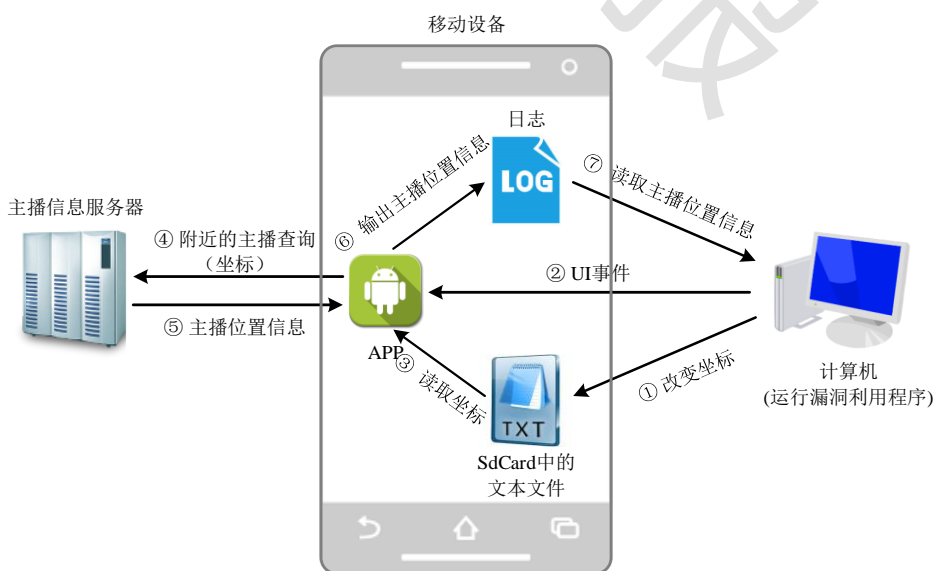 移动设备
日志
LOG
⑦ 读取主播位置信息
⑥ 输出主播位置信息
主播信息服务器
④ 附近的主播查询
（坐标）
② UI事件
⑤ 主播位置信息
APP
③ 读取坐标
① 改变坐标
计算机
(运行漏洞利用程序)
TXT
SdCard中的
文本文件